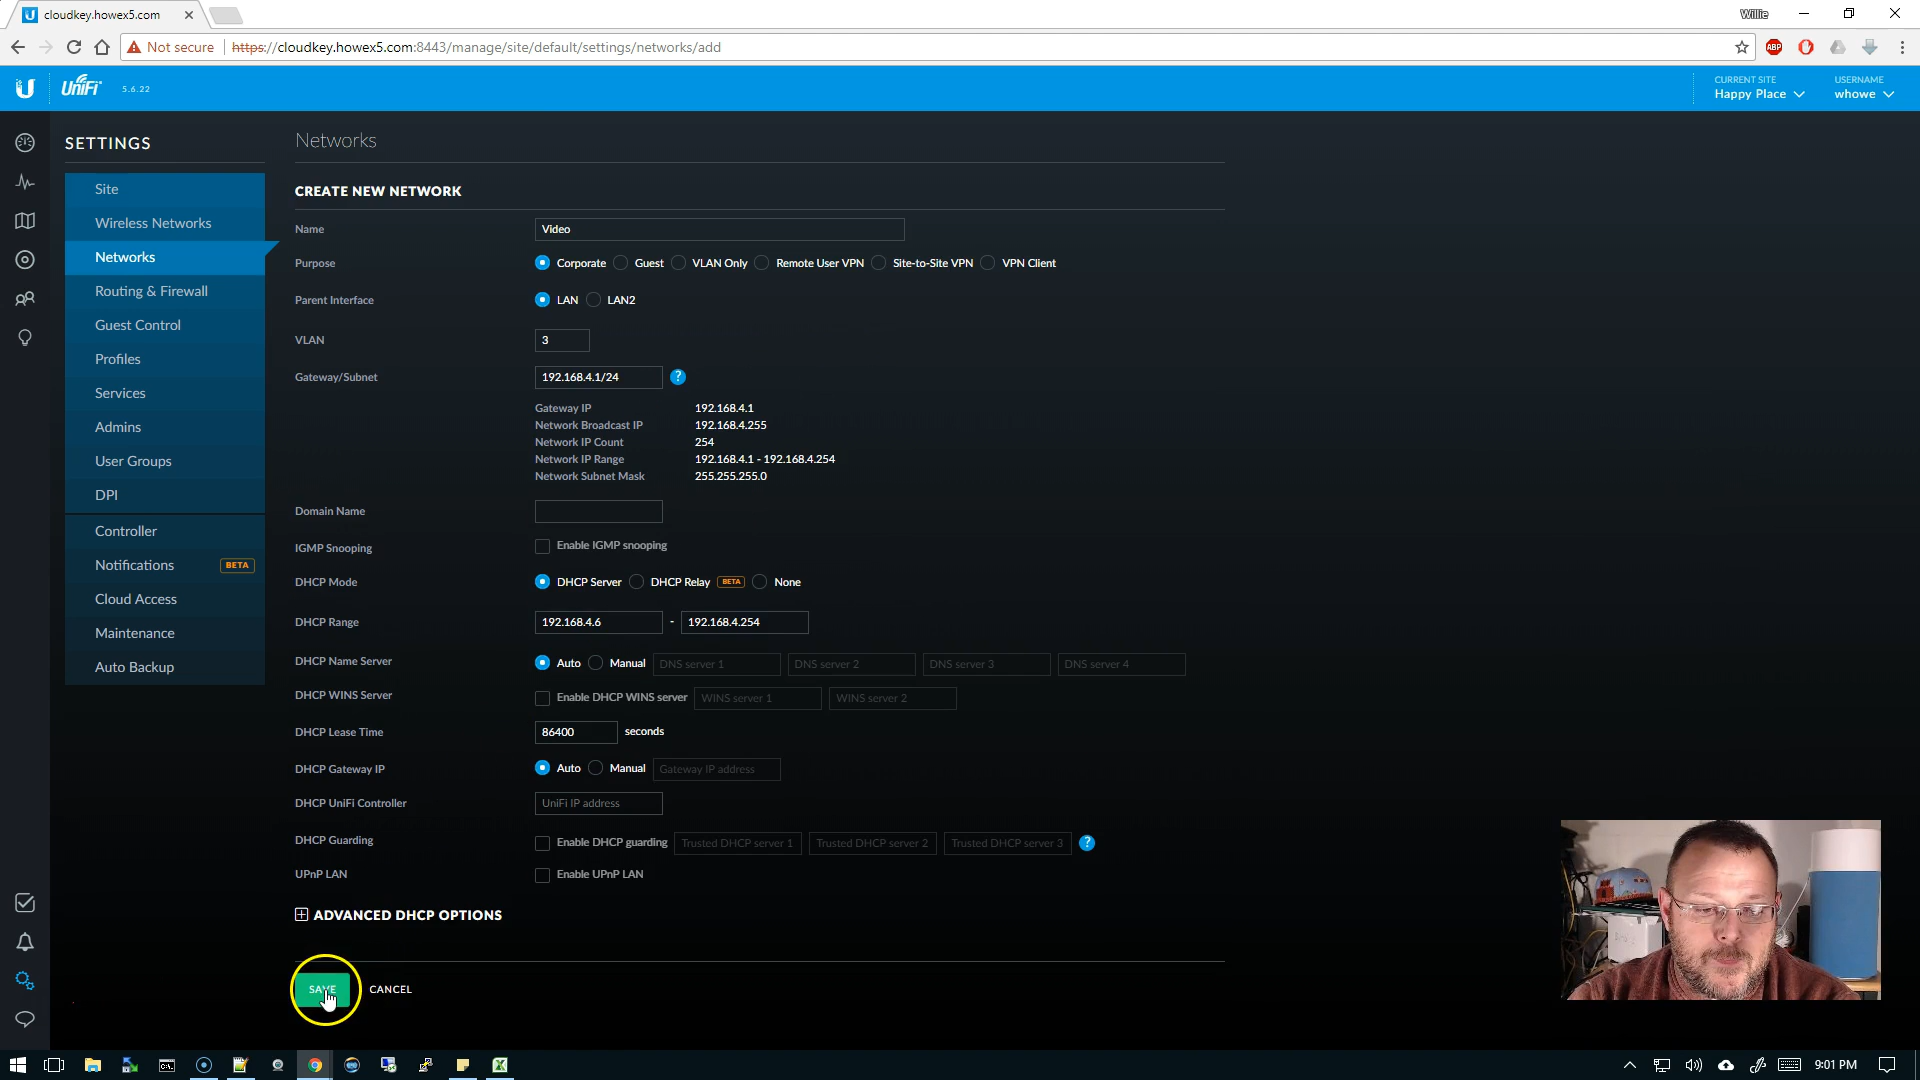 cloudkey.howex5.com
Willie
Not secure https://cloudkey.howex5.com:8443/manage/site/default/settings/networks/add
ABP
U UniFi 5.6.22
CURRENT SITE
Happy Place
USERNAME
whowe
SETTINGS
Site
Wireless Networks
Networks
Routing & Firewall
Guest Control
Profiles
Services
Admins
User Groups
DPI
Controller
Notifications BETA
Cloud Access
Maintenance
Auto Backup
Networks
CREATE NEW NETWORK
Name Video
Purpose Corporate Guest VLAN Only Remote User VPN Site-to-Site VPN VPN Client
Parent Interface LAN LAN2
VLAN 3
Gateway/Subnet 192.168.4.1/24 ?
Gateway IP 192.168.4.1
Network Broadcast IP 192.168.4.255
Network IP Count 254
Network IP Range 192.168.4.1 - 192.168.4.254
Network Subnet Mask 255.255.255.0
Domain Name
IGMP Snooping Enable IGMP snooping
DHCP Mode DHCP Server DHCP Relay BETA None
DHCP Range 192.168.4.6 - 192.168.4.254
DHCP Name Server Auto Manual DNS server 1 DNS server 2 DNS server 3 DNS server 4
DHCP WINS Server Enable DHCP WINS server WINS server 1 WINS server 2
DHCP Lease Time 86400 seconds
DHCP Gateway IP Auto Manual Gateway IP address
DHCP UniFi Controller UniFi IP address
DHCP Guarding Enable DHCP guarding Trusted DHCP server 1 Trusted DHCP server 2 Trusted DHCP server 3 ?
UPnP LAN Enable UPnP LAN
ADVANCED DHCP OPTIONS
SAVE CANCEL
9:01 PM